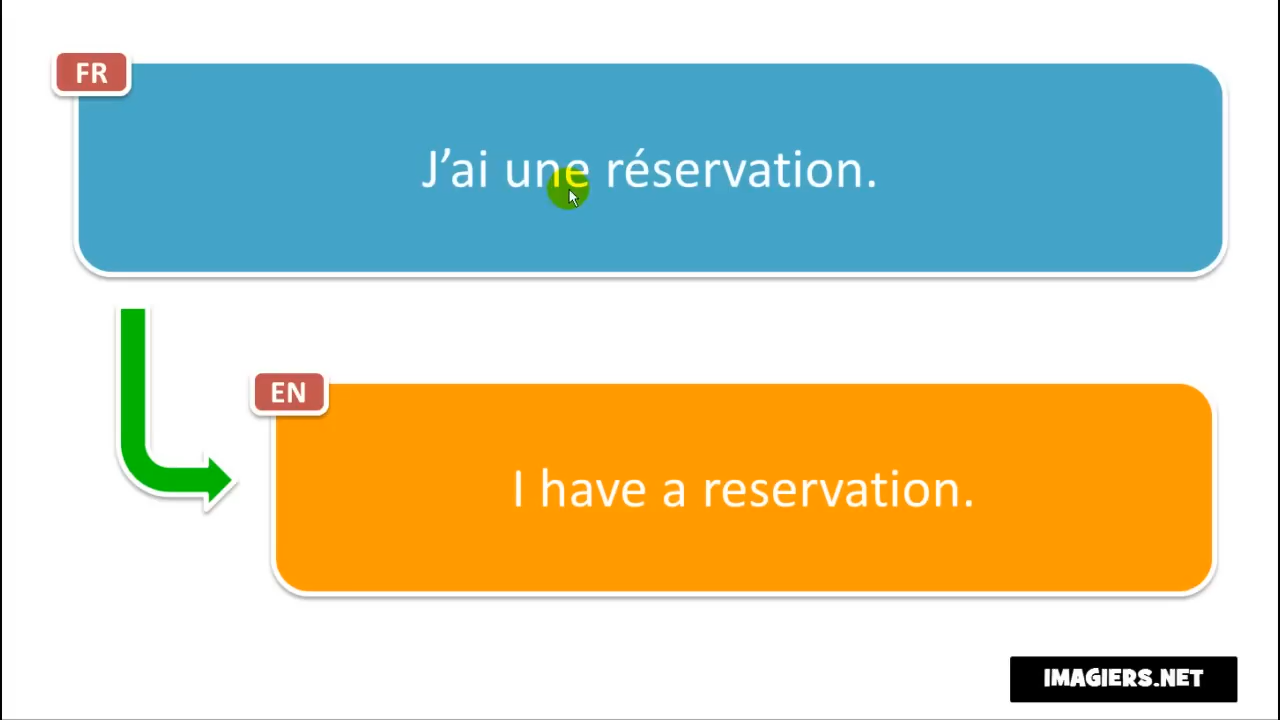 FR
J’ai une réservation.
EN
I have a reservation.
IMAGIERS.NET